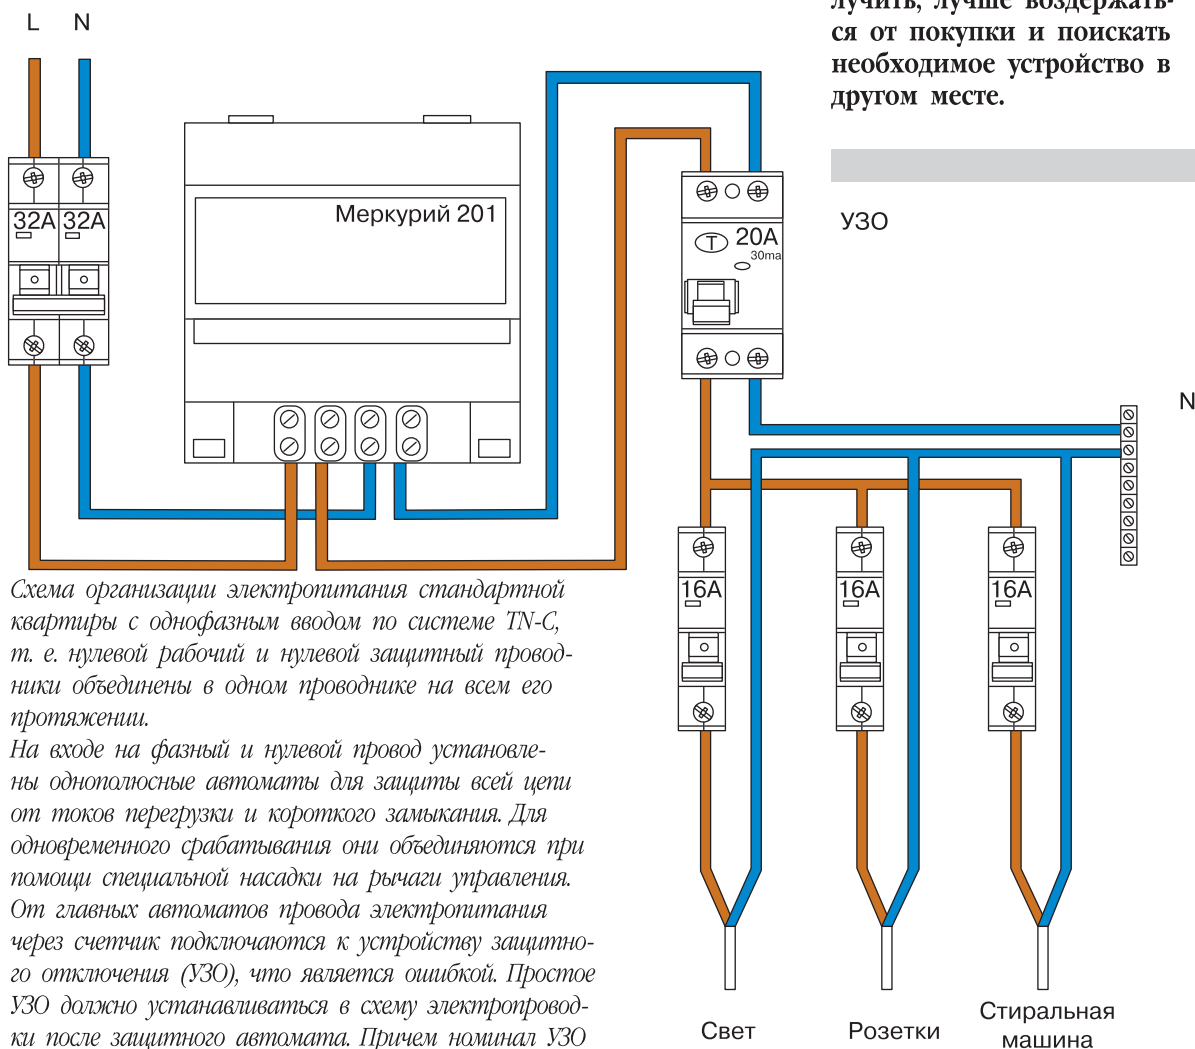 лучить, лучше воздержать-
ся от покупки и поискать
необходимое устройство в
другом месте.
L N
32A 32A
Меркурий 201
T 20A
30ma
УЗО
N
16A 16A 16A
Схема организации электропитания стандартной
квартиры с однофазным вводом по системе TN-C,
т. е. нулевой рабочий и нулевой защитный провод-
ники объединены в одном проводнике на всем его
протяжении.
На входе на фазный и нулевой провод установле-
ны однополюсные автоматы для защиты всей цепи
от токов перегрузки и короткого замыкания. Для
одновременного срабатывания они объединяются при
помощи специальной насадки на рычаги управления.
От главных автоматов провода электропитания
через счетчик подключаются к устройству защитно-
го отключения (УЗО), что является ошибкой. Простое
УЗО должно устанавливаться в схему электропровод-
ки после защитного автомата. Причем номинал УЗО
Свет
Розетки
Стиральная
машина